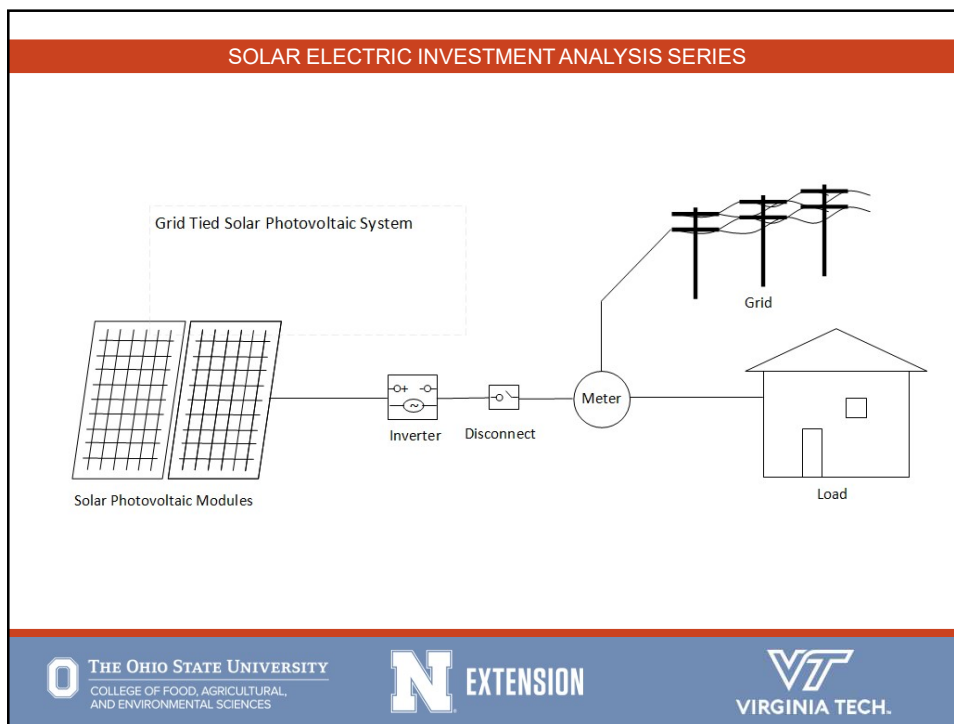 SOLAR ELECTRIC INVESTMENT ANALYSIS SERIES
Grid Tied Solar Photovoltaic System
Grid
Meter
Inverter
Disconnect
Solar Photovoltaic Modules
Load
THE OHIO STATE UNIVERSITY
COLLEGE OF FOOD, AGRICULTURAL,
AND ENVIRONMENTAL SCIENCES
N EXTENSION
VT
VIRGINIA TECH.